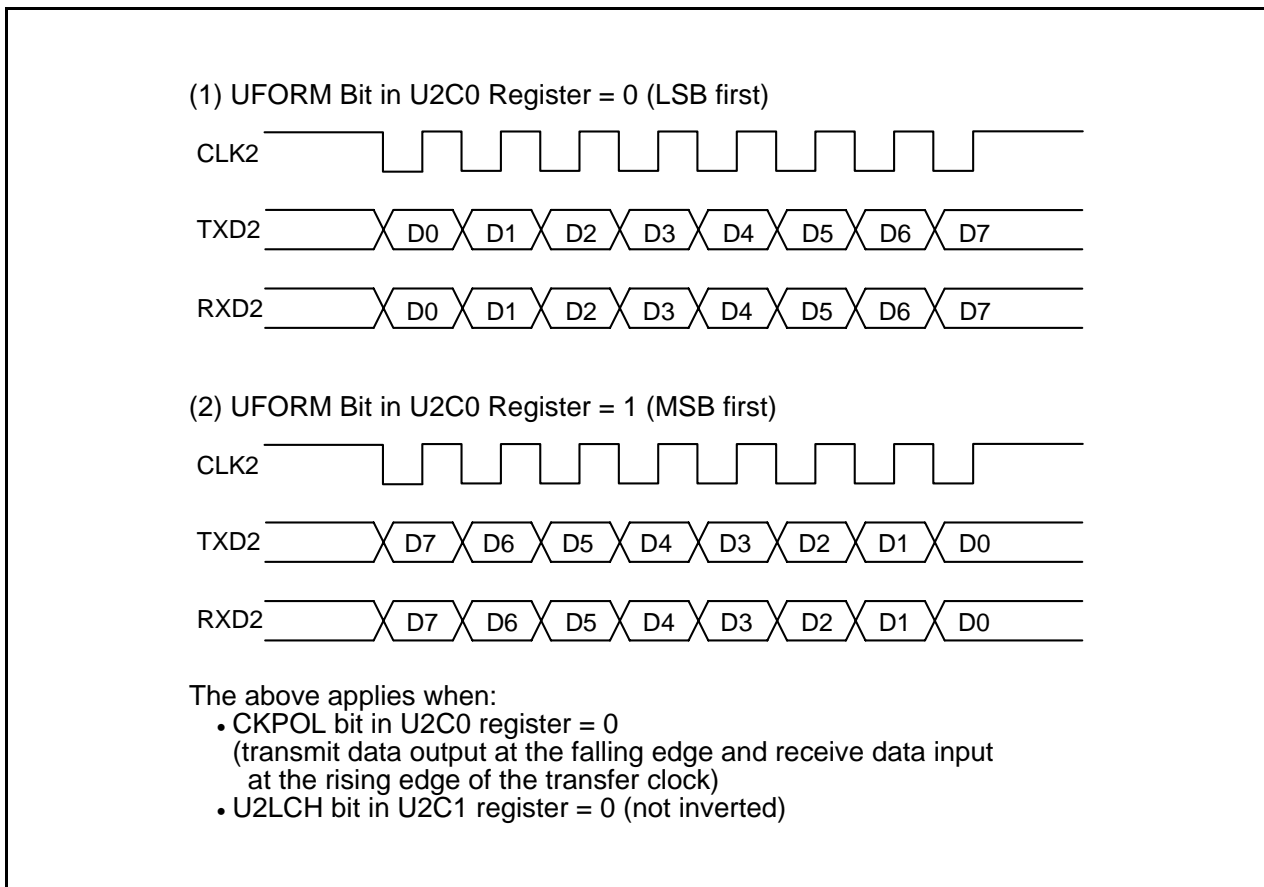 (1) UFORM Bit in U2C0 Register = 0 (LSB first)
CLK2
TXD2 D0 D1 D2 D3 D4 D5 D6 D7
RXD2 D0 D1 D2 D3 D4 D5 D6 D7
(2) UFORM Bit in U2C0 Register = 1 (MSB first)
CLK2
TXD2 D7 D6 D5 D4 D3 D2 D1 D0
RXD2 D7 D6 D5 D4 D3 D2 D1 D0
The above applies when:
• CKPOL bit in U2C0 register = 0
(transmit data output at the falling edge and receive data input
at the rising edge of the transfer clock)
• U2LCH bit in U2C1 register = 0 (not inverted)